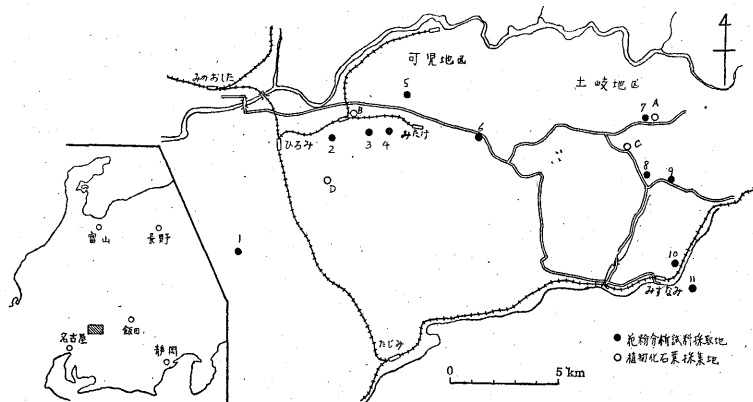 4
可児地区
土岐地区
みのおした
5
7
A
B
ひろみ
2
3
4
みたけ
6
C
D
8
9
富山
長野
1
10
11
みずなみ
飯田
名古屋
静岡
たじみ
● 花粉分析試料採取地
○ 植物化石葉採集地
0
5 km